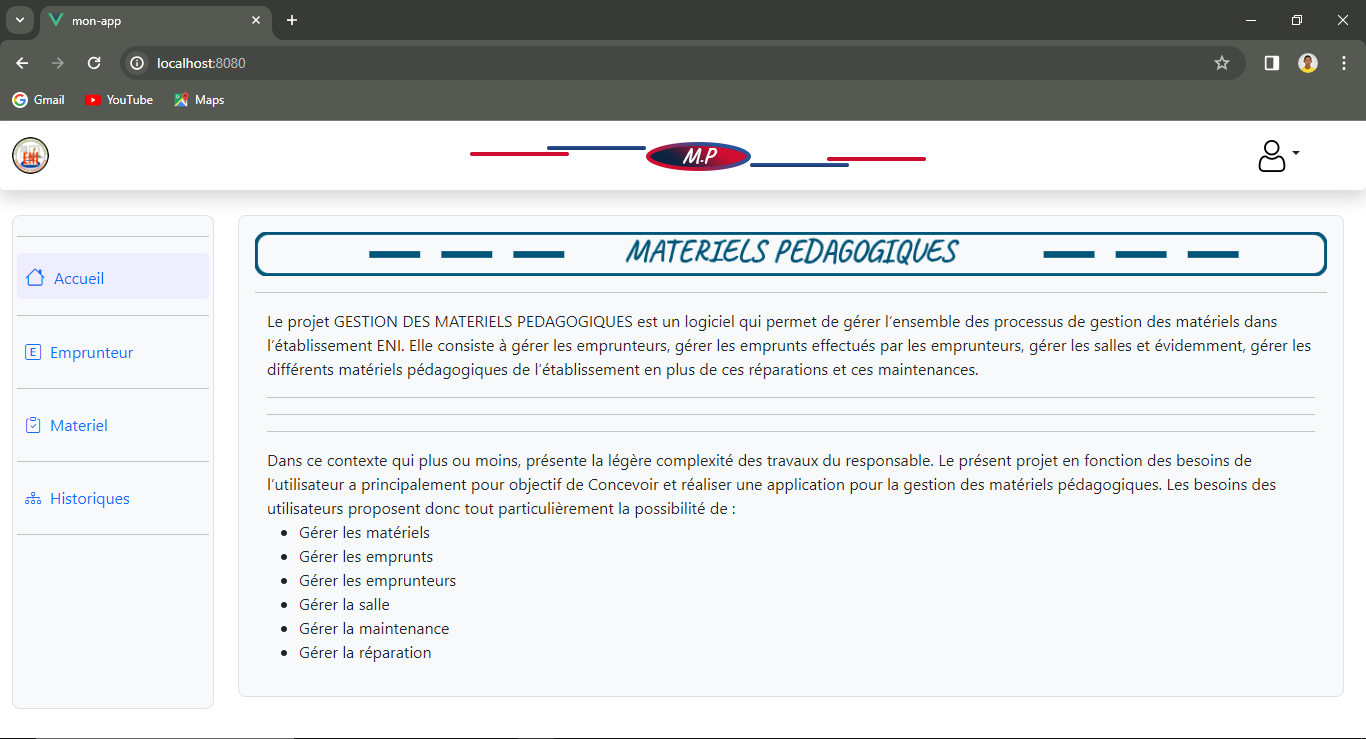 mon-app
localhost:8080
Gmail YouTube Maps
ENI
M.P
MATERIELS PEDAGOGIQUES
Accueil
Emprunteur
Materiel
Historiques
Le projet GESTION DES MATERIELS PEDAGOGIQUES est un logiciel qui permet de gérer l'ensemble des processus de gestion des matériels dans
l'établissement ENI. Elle consiste à gérer les emprunteurs, gérer les emprunts effectués par les emprunteurs, gérer les salles et évidemment, gérer les
différents matériels pédagogiques de l'établissement en plus de ces réparations et ces maintenances.
Dans ce contexte qui plus ou moins, présente la légère complexité des travaux du responsable. Le présent projet en fonction des besoins de
l'utilisateur a principalement pour objectif de Concevoir et réaliser une application pour la gestion des matériels pédagogiques. Les besoins des
utilisateurs proposent donc tout particulièrement la possibilité de :
Gérer les matériels
Gérer les emprunts
Gérer les emprunteurs
Gérer la salle
Gérer la maintenance
Gérer la réparation